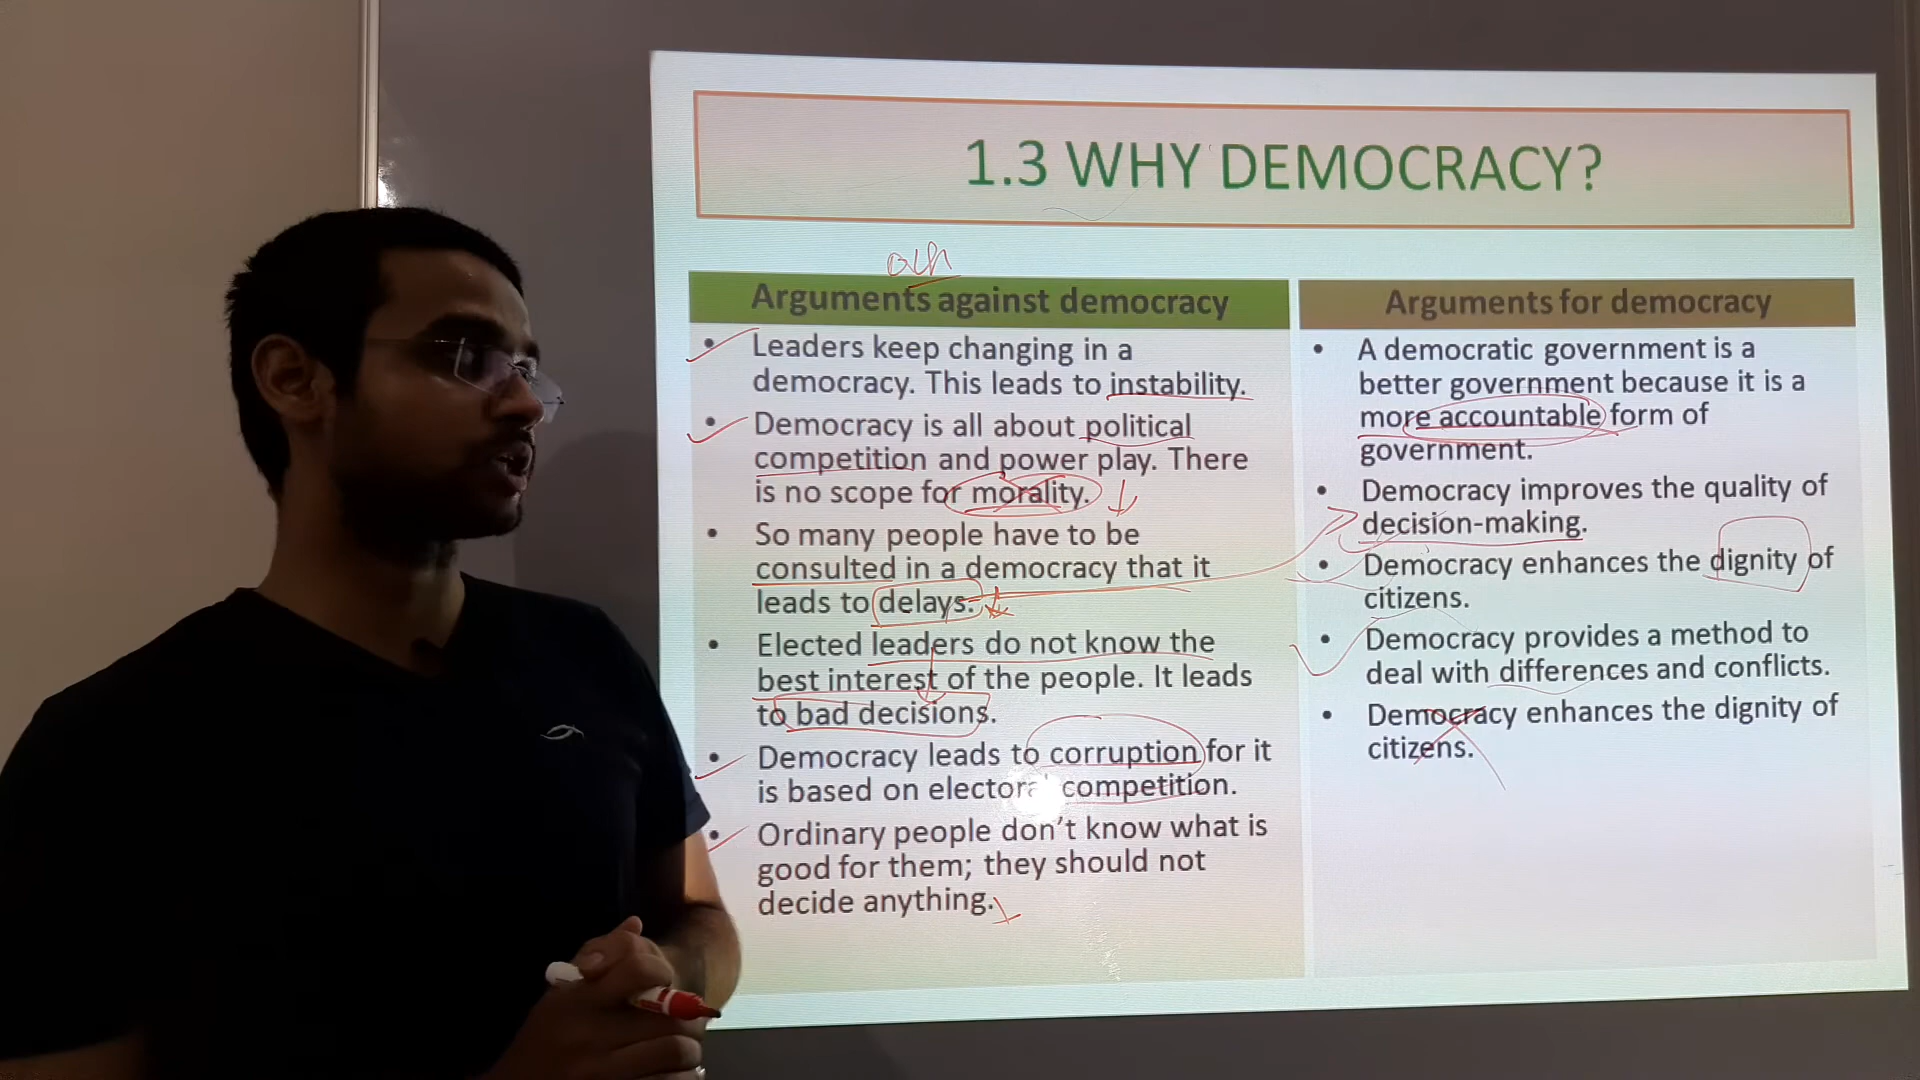 1.3 WHY DEMOCRACY?
Arguments against democracy
• Leaders keep changing in a
democracy. This leads to instability.
• Democracy is all about political
competition and power play. There
is no scope for morality.
• So many people have to be
consulted in a democracy that it
leads to delays.
• Elected leaders do not know the
best interest of the people. It leads
to bad decisions.
• Democracy leads to corruption for it
is based on electoral competition.
• Ordinary people don't know what is
good for them; they should not
decide anything.
Arguments for democracy
• A democratic government is a
better government because it is a
more accountable form of
government.
• Democracy improves the quality of
decision-making.
• Democracy enhances the dignity of
citizens.
• Democracy provides a method to
deal with differences and conflicts.
• Democracy enhances the dignity of
citizens.